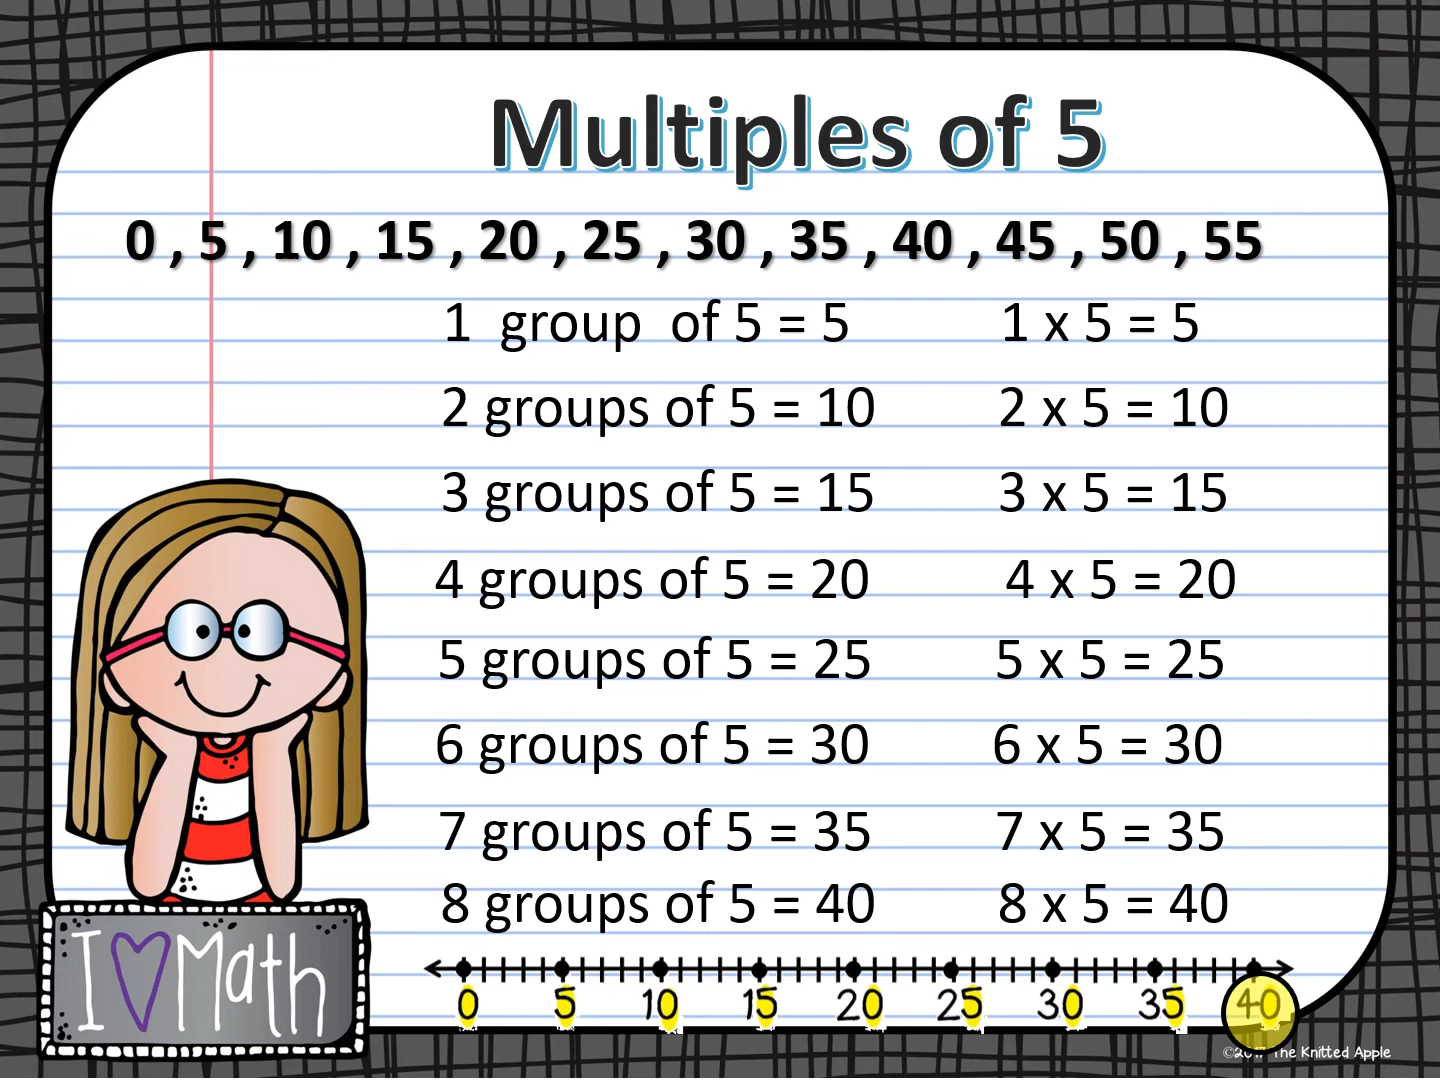 Multiples of 5
0 , 5 , 10 , 15 , 20 , 25 , 30 , 35 , 40 , 45 , 50 , 55
1 group of 5 = 5 1 x 5 = 5
2 groups of 5 = 10 2 x 5 = 10
3 groups of 5 = 15 3 x 5 = 15
4 groups of 5 = 20 4 x 5 = 20
5 groups of 5 = 25 5 x 5 = 25
6 groups of 5 = 30 6 x 5 = 30
7 groups of 5 = 35 7 x 5 = 35
8 groups of 5 = 40 8 x 5 = 40
0 5 10 15 20 25 30 35 40
I ♡ Math
©2017 The Knitted Apple